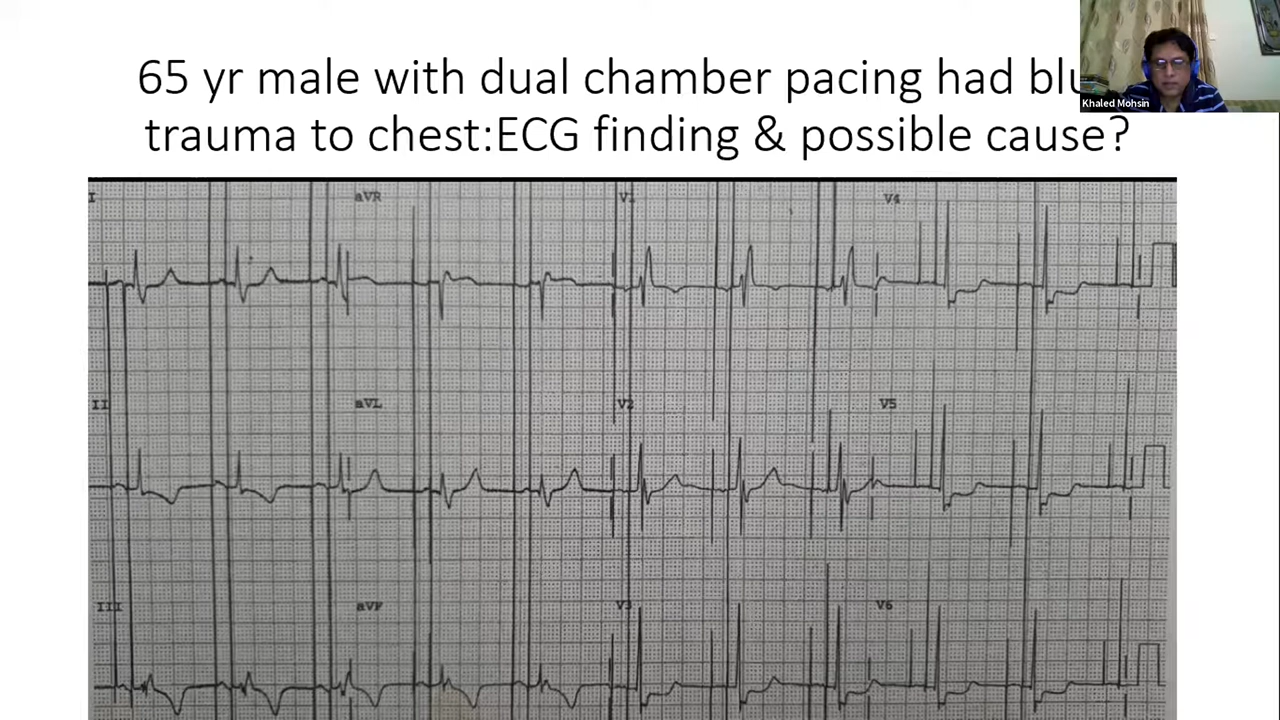 65 yr male with dual chamber pacing had
trauma to chest:ECG finding & possible cause?
Khaled Mohsin
I aVR V1 V4
II aVL V2 V5
III aVF V3 V6